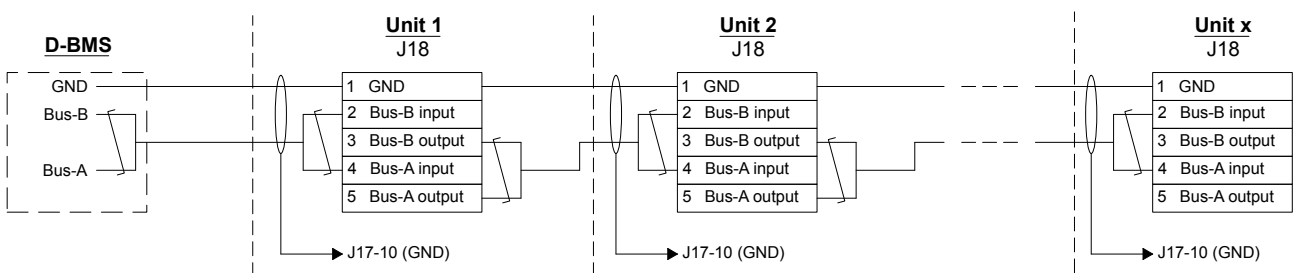 D-BMS
GND
Bus-B
Bus-A
Unit 1
J18
1 GND
2 Bus-B input
3 Bus-B output
4 Bus-A input
5 Bus-A output
J17-10 (GND)
Unit 2
J18
1 GND
2 Bus-B input
3 Bus-B output
4 Bus-A input
5 Bus-A output
J17-10 (GND)
Unit x
J18
1 GND
2 Bus-B input
3 Bus-B output
4 Bus-A input
5 Bus-A output
J17-10 (GND)